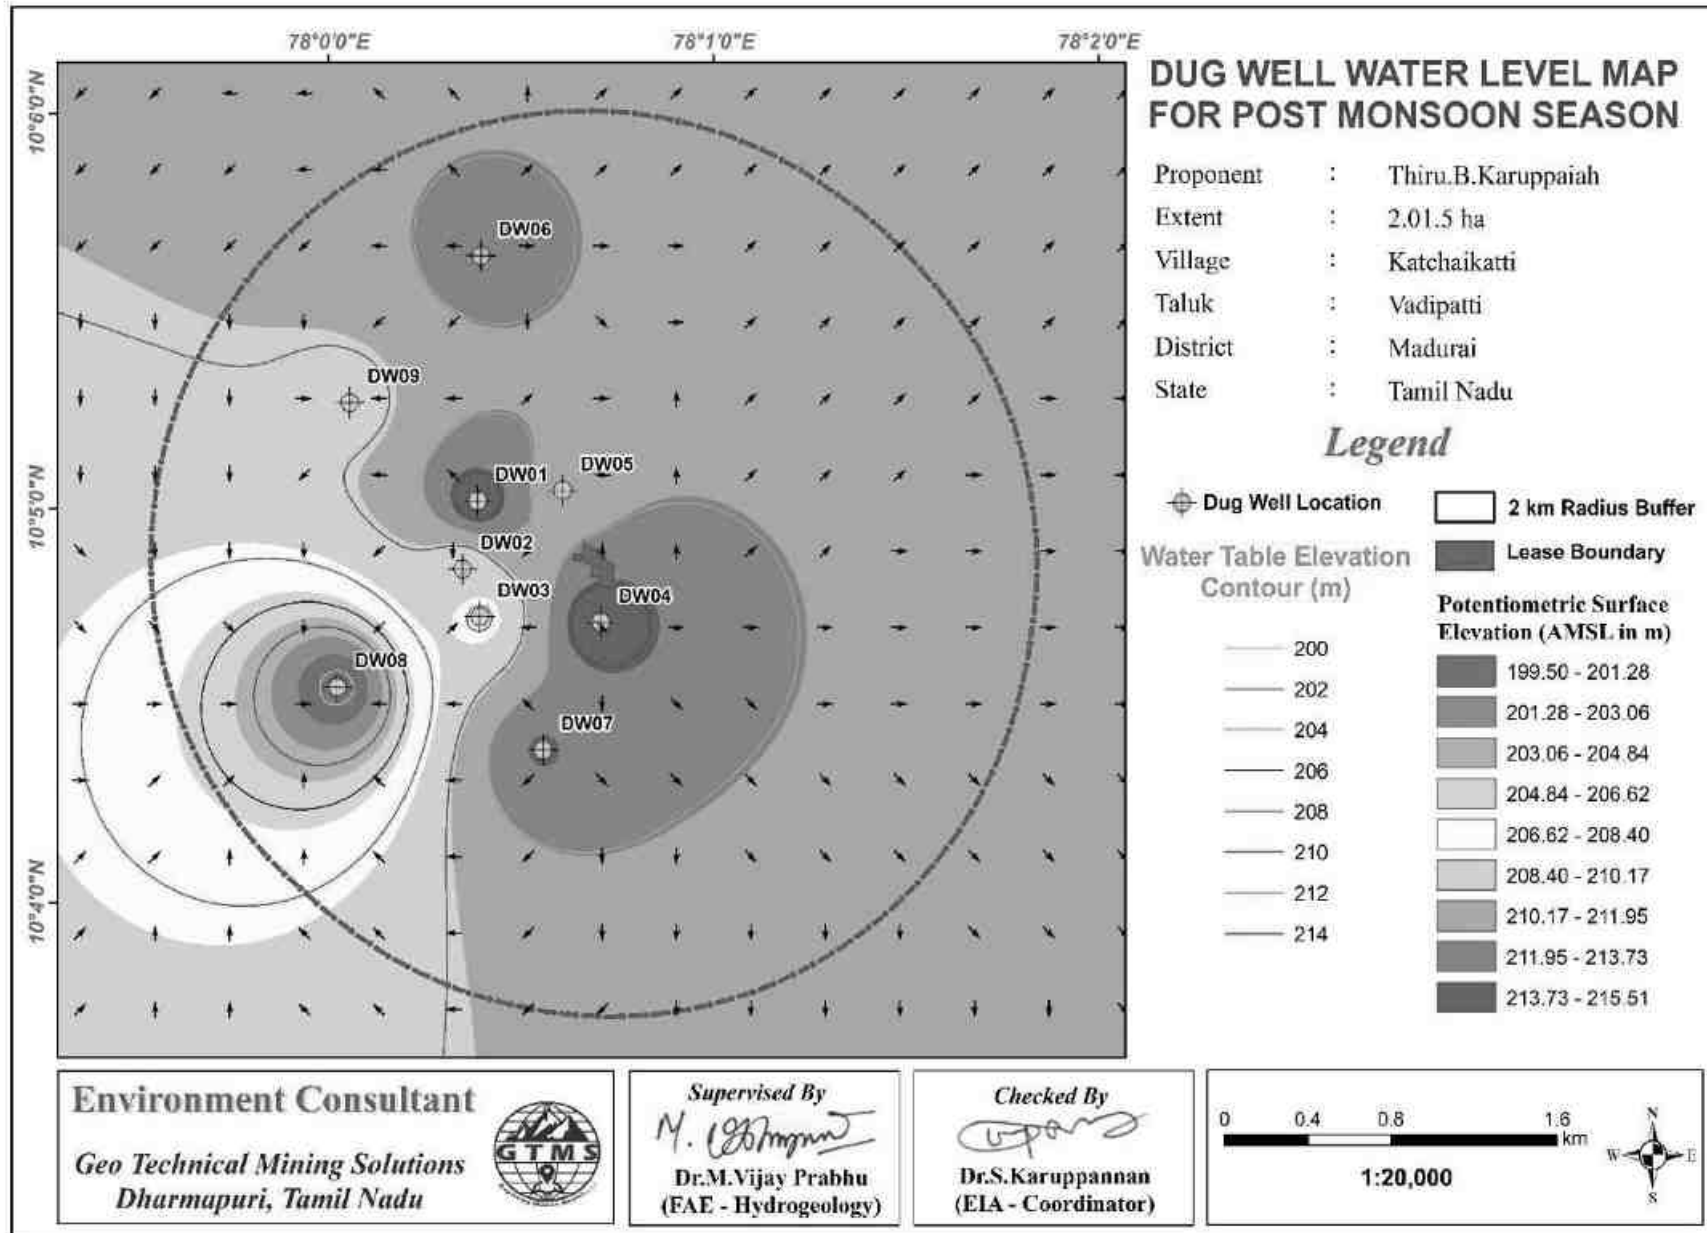 78°0'0"E
78°1'0"E
78°2'0"E
10°6'0"N
10°5'0"N
10°4'0"N
DW06
DW09
DW01
DW05
DW02
DW03
DW04
DW08
DW07
DUG WELL WATER LEVEL MAP
FOR POST MONSOON SEASON
Proponent : Thiru.B.Karuppaiah
Extent : 2.01.5 ha
Village : Katchaikatti
Taluk : Vadipatti
District : Madurai
State : Tamil Nadu
Legend
Dug Well Location
2 km Radius Buffer
Lease Boundary
Water Table Elevation
Contour (m)
200
202
204
206
208
210
212
214
Potentiometric Surface
Elevation (AMSL in m)
199.50 - 201.28
201.28 - 203.06
203.06 - 204.84
204.84 - 206.62
206.62 - 208.40
208.40 - 210.17
210.17 - 211.95
211.95 - 213.73
213.73 - 215.51
Environment Consultant
Geo Technical Mining Solutions
Dharmapuri, Tamil Nadu
GTMS
Supervised By
Dr.M.Vijay Prabhu
(FAE - Hydrogeology)
Checked By
Dr.S.Karuppannan
(EIA - Coordinator)
0 0.4 0.8 1.6
km
1:20,000
N
W E
S